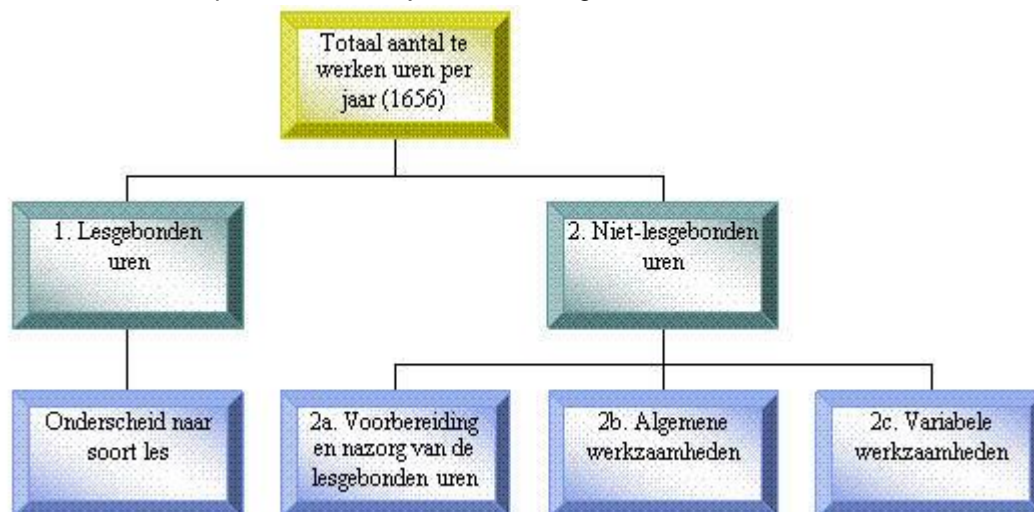 Totaal aantal te
werken uren per
jaar (1656)
1. Lesgebonden
uren
2. Niet-lesgebonden
uren
Onderscheid naar
soort les
2a. Voorbereiding
en nazorg van de
lesgebonden uren
2b. Algemene
werkzaamheden
2c. Variabele
werkzaamheden